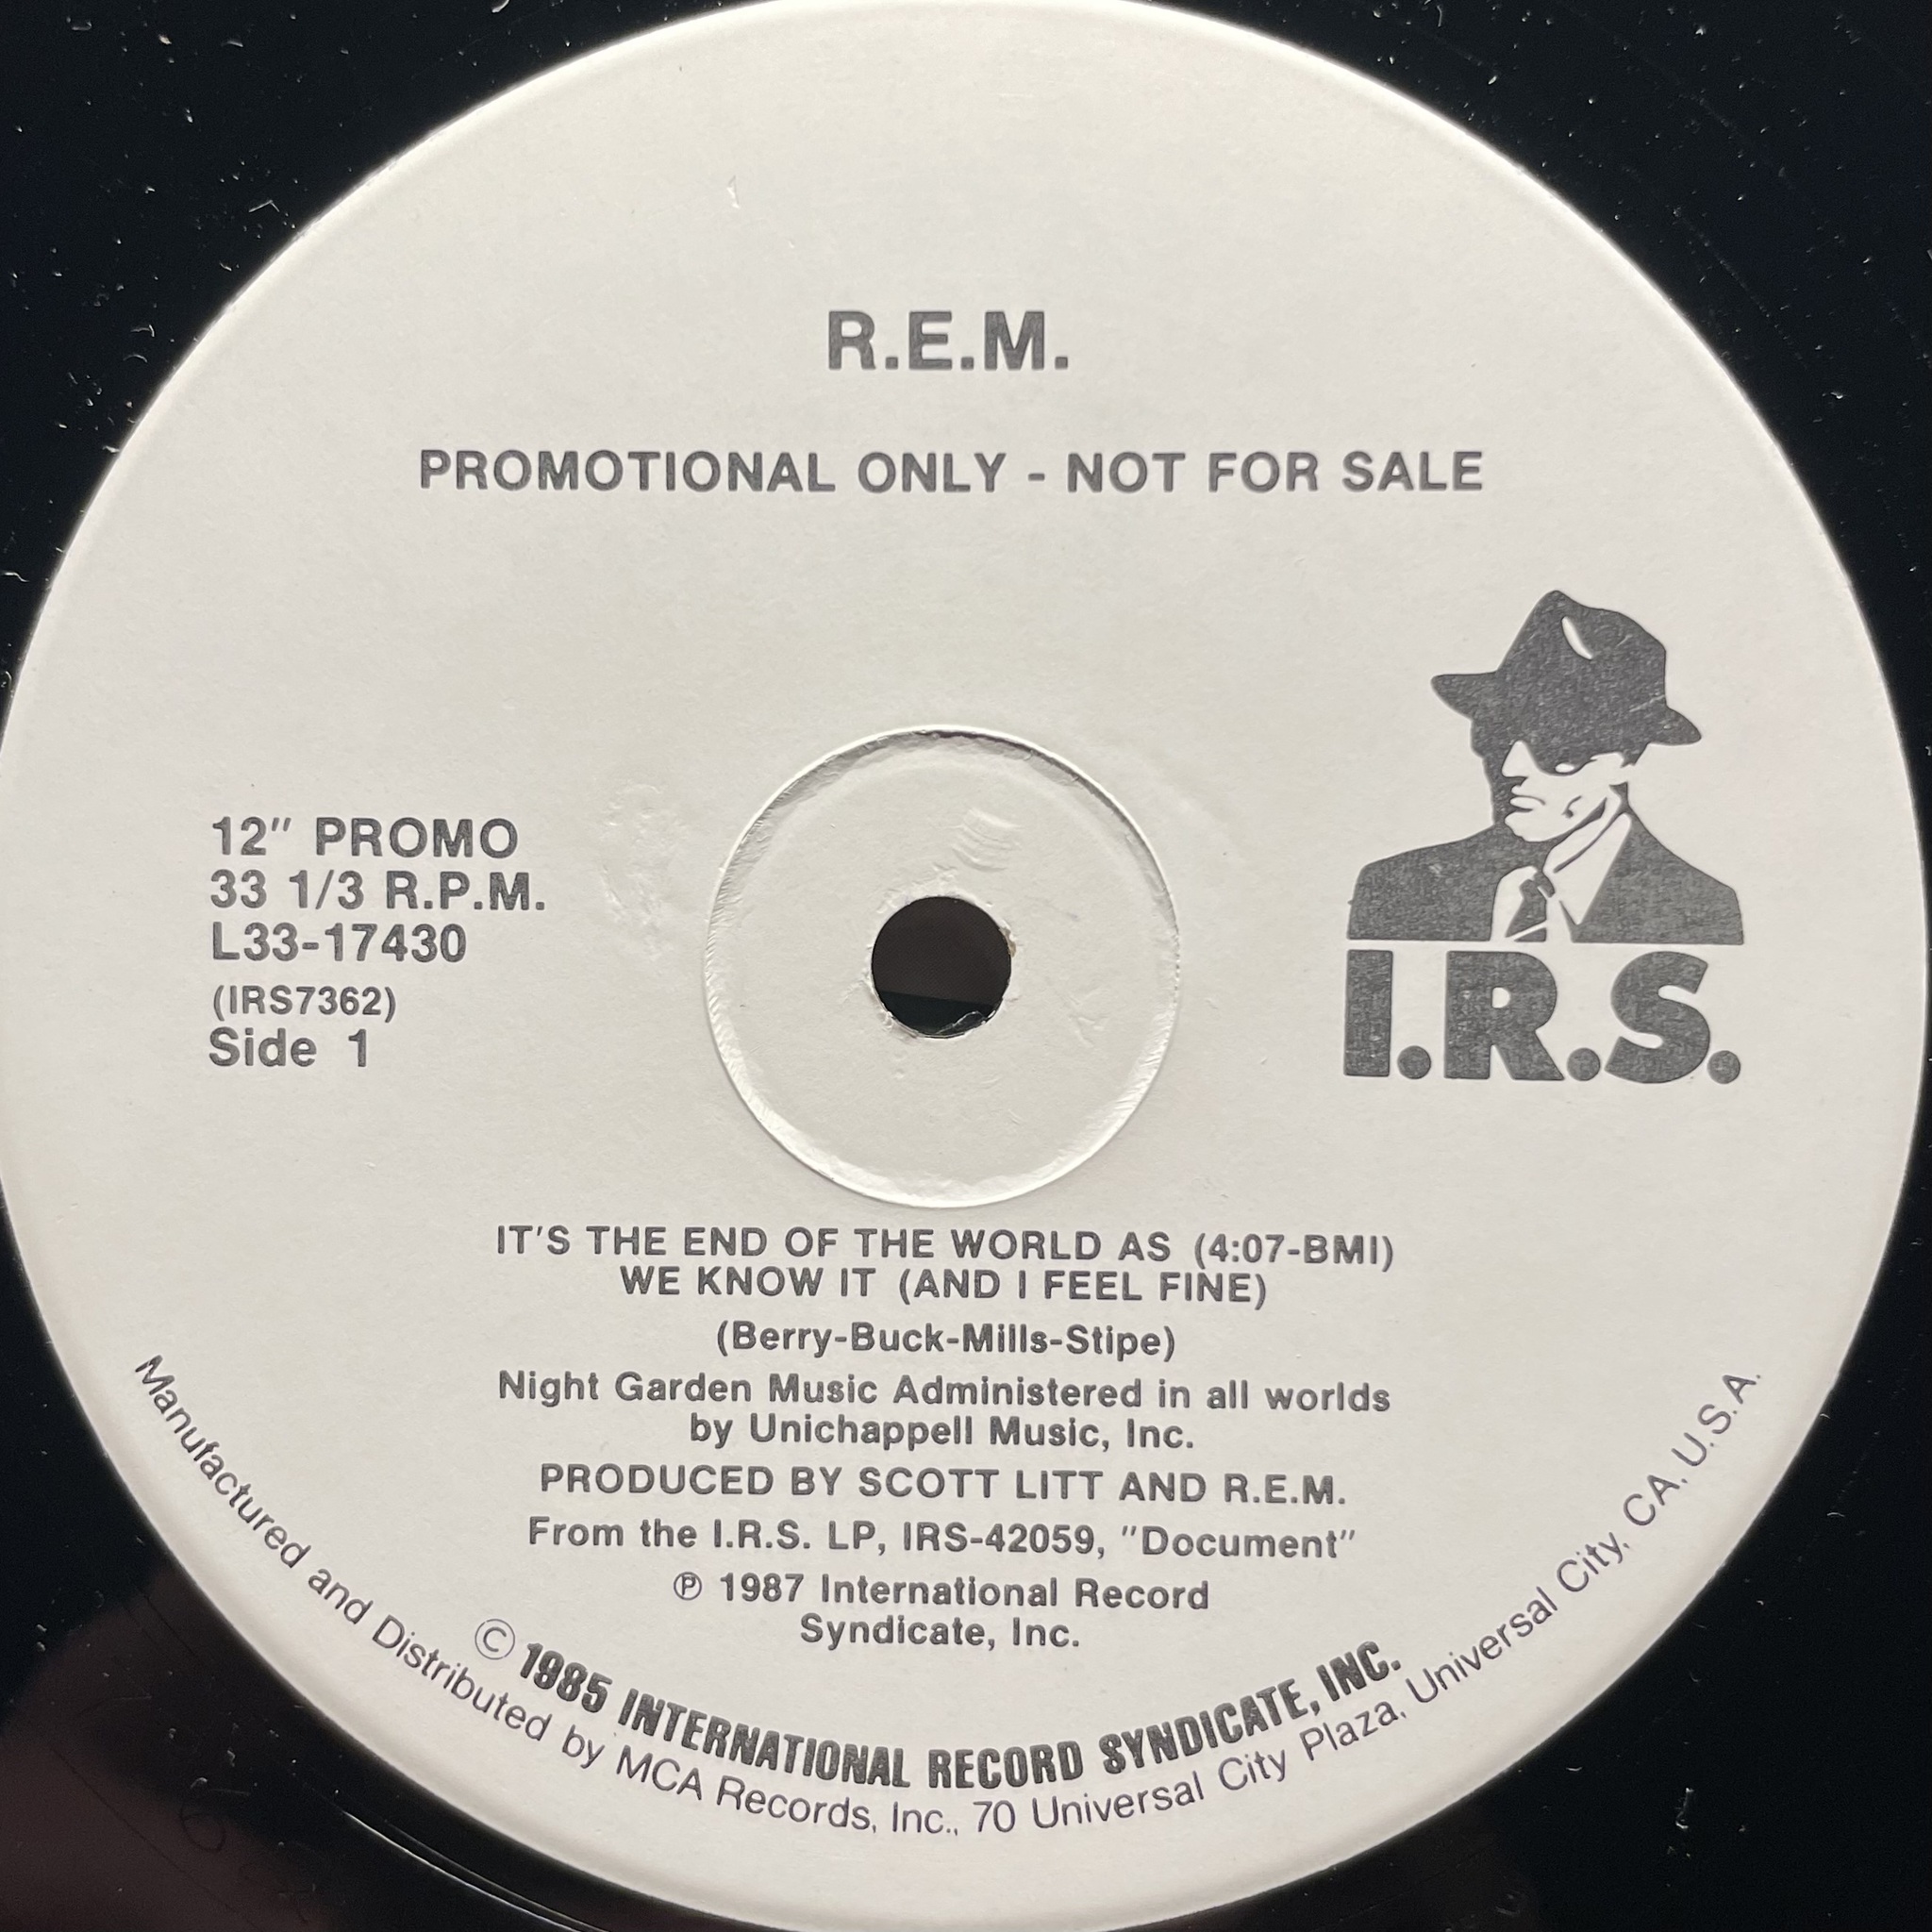 R.E.M.
PROMOTIONAL ONLY - NOT FOR SALE
12" PROMO
33 1/3 R.P.M.
L33-17430
(IRS7362)
Side 1
I.R.S.
IT'S THE END OF THE WORLD AS (4:07-BMI)
WE KNOW IT (AND I FEEL FINE)
(Berry-Buck-Mills-Stipe)
Night Garden Music Administered in all worlds
by Unichappell Music, Inc.
PRODUCED BY SCOTT LITT AND R.E.M.
From the I.R.S. LP, IRS-42059, "Document"
℗ 1987 International Record
Syndicate, Inc.
© 1985 INTERNATIONAL RECORD SYNDICATE, INC.
Manufactured and Distributed by MCA Records, Inc., 70 Universal City Plaza, Universal City, CA. U.S.A.